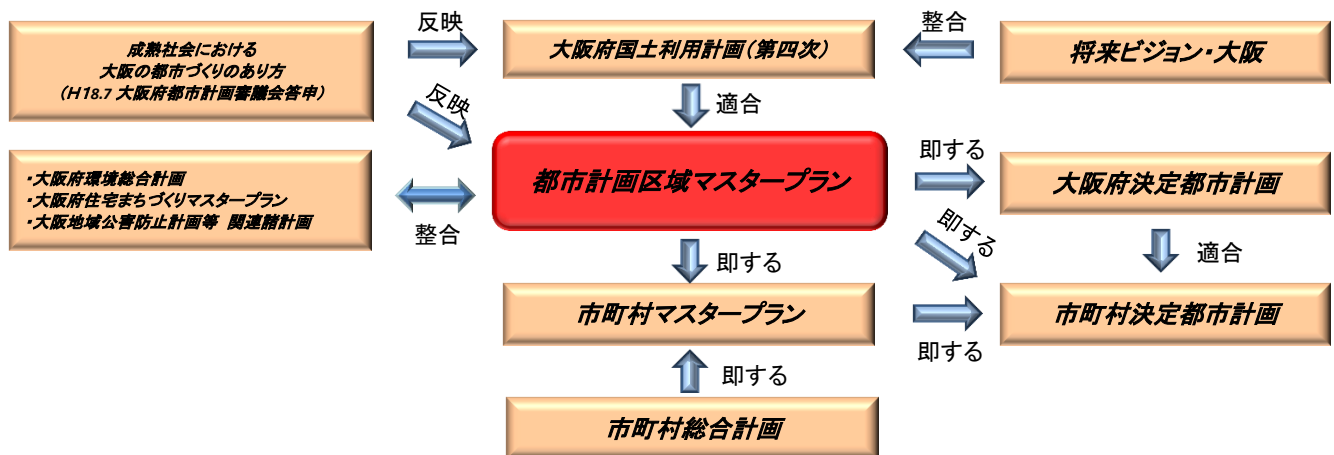 反映
整合
成熟社会における
大阪の都市づくりのあり方
（H18.7 大阪府都市計画審議会答申）
大阪府国土利用計画（第四次）
将来ビジョン・大阪
反映
適合
・大阪府環境総合計画
・大阪府住宅まちづくりマスタープラン
・大阪地域公害防止計画等 関連諸計画
整合
都市計画区域マスタープラン
即する
大阪府決定都市計画
即する
適合
即する
市町村マスタープラン
即する
市町村決定都市計画
即する
市町村総合計画